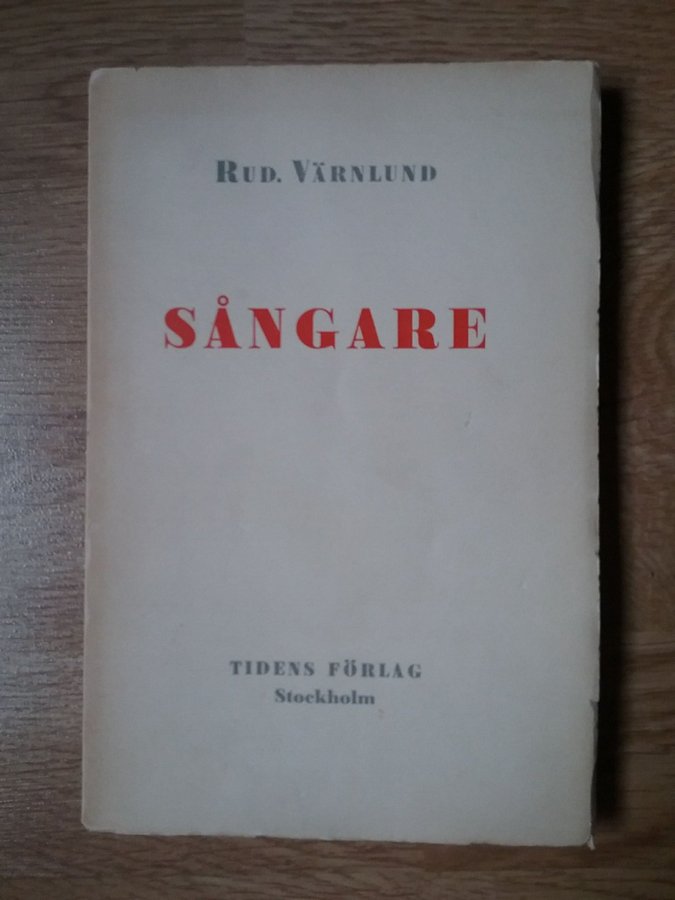 RUD. VÄRNLUND
SÅNGARE
TIDENS FÖRLAG
Stockholm